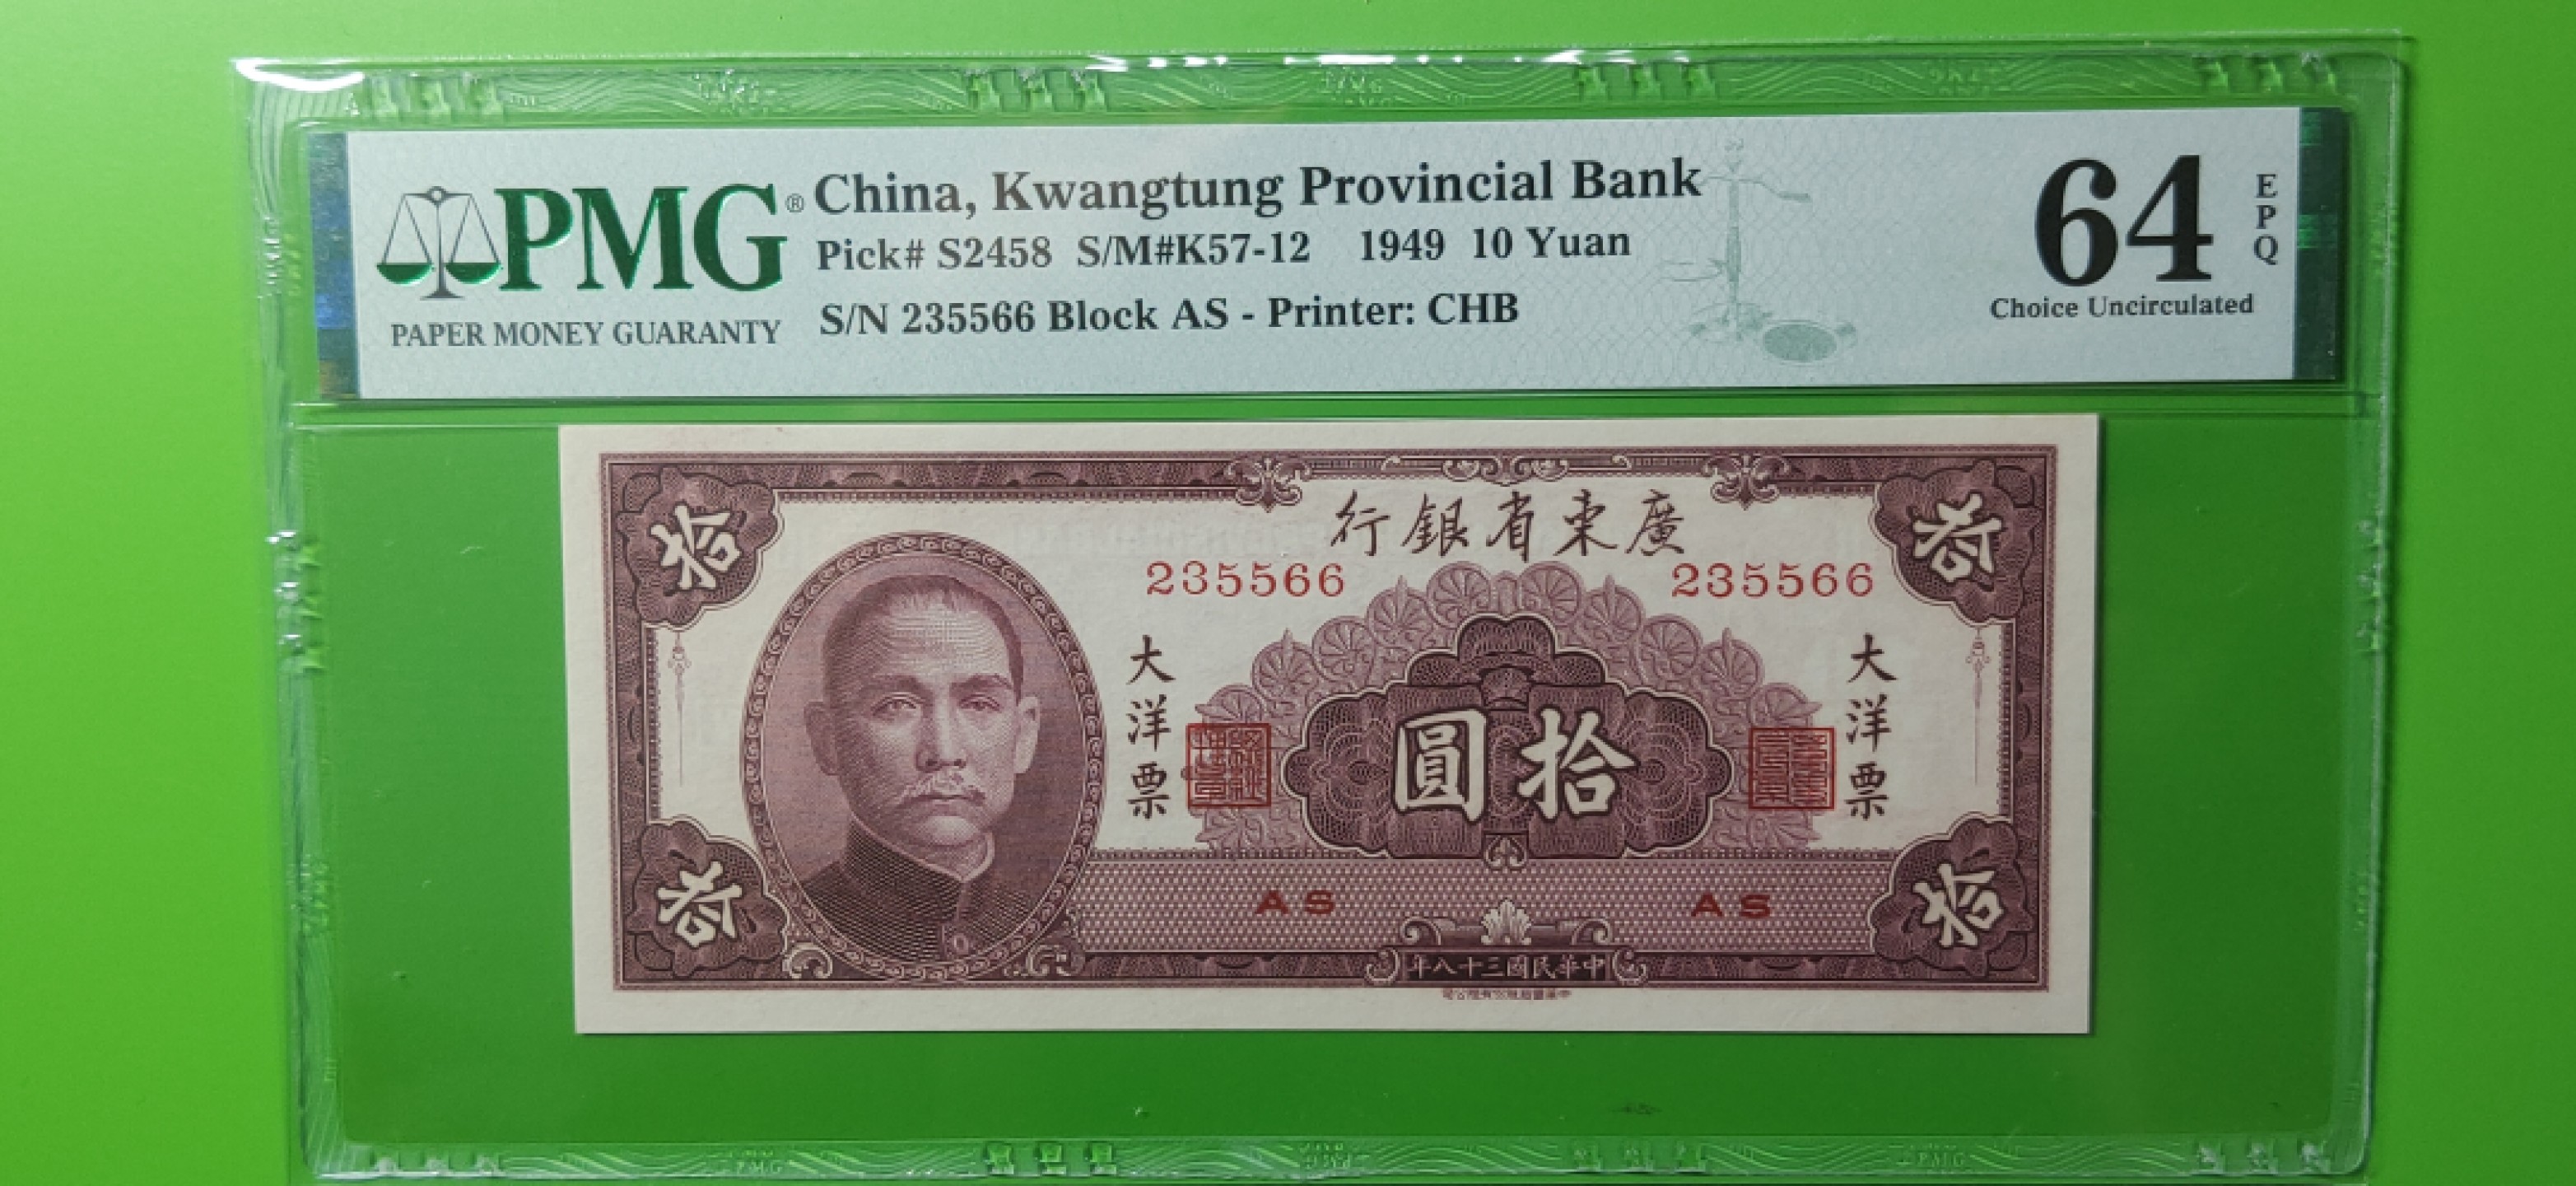 PMG®
PAPER MONEY GUARANTY
China, Kwangtung Provincial Bank
Pick# S2458 S/M#K57-12 1949 10 Yuan
S/N 235566 Block AS - Printer: CHB
64
EPQ
Choice Uncirculated
拾
拾
行銀省東廣
235566
235566
大洋票
圓拾
大洋票
AS
AS
拾
拾
年八十三國民華中